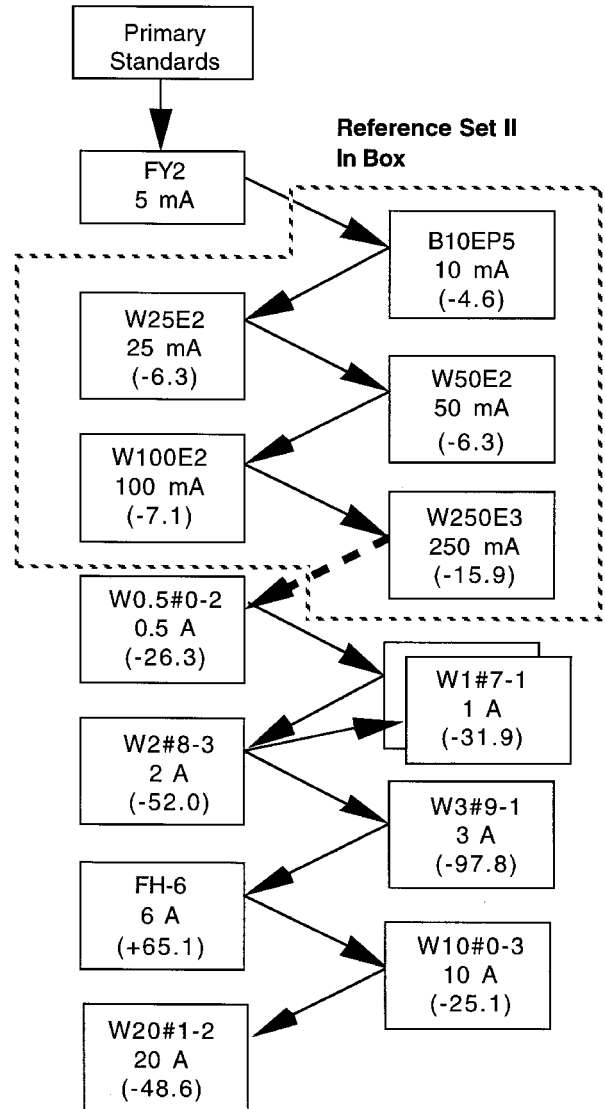 Primary
Standards
Reference Set II
In Box
FY2
5 mA
B10EP5
10 mA
(-4.6)
W25E2
25 mA
(-6.3)
W50E2
50 mA
(-6.3)
W100E2
100 mA
(-7.1)
W250E3
250 mA
(-15.9)
W0.5#0-2
0.5 A
(-26.3)
W1#7-1
1 A
(-31.9)
W2#8-3
2 A
(-52.0)
W3#9-1
3 A
(-97.8)
FH-6
6 A
(+65.1)
W10#0-3
10 A
(-25.1)
W20#1-2
20 A
(-48.6)